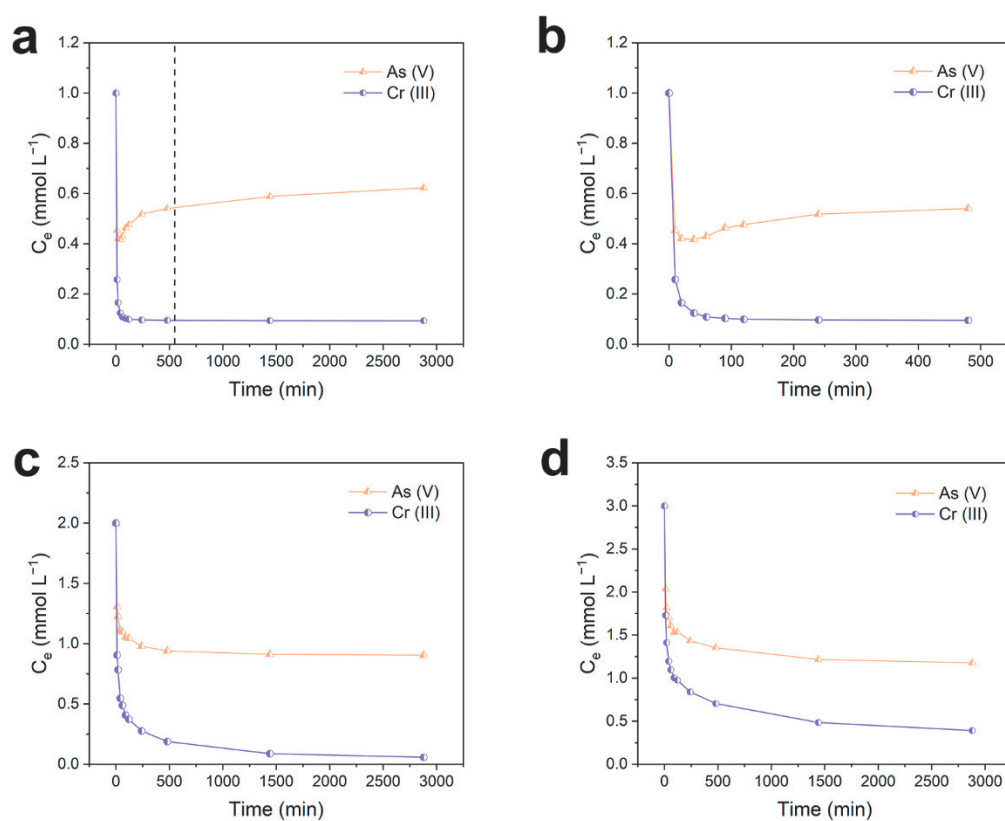 a
1.2
1.0
0.8
0.6
0.4
0.2
0.0
C_e (mmol L⁻¹)
As (V)
Cr (III)
0 500 1000 1500 2000 2500 3000
Time (min)
b
1.2
1.0
0.8
0.6
0.4
0.2
0.0
C_e (mmol L⁻¹)
As (V)
Cr (III)
0 100 200 300 400 500
Time (min)
c
2.5
2.0
1.5
1.0
0.5
0.0
C_e (mmol L⁻¹)
As (V)
Cr (III)
0 500 1000 1500 2000 2500 3000
Time (min)
d
3.5
3.0
2.5
2.0
1.5
1.0
0.5
0.0
C_e (mmol L⁻¹)
As (V)
Cr (III)
0 500 1000 1500 2000 2500 3000
Time (min)